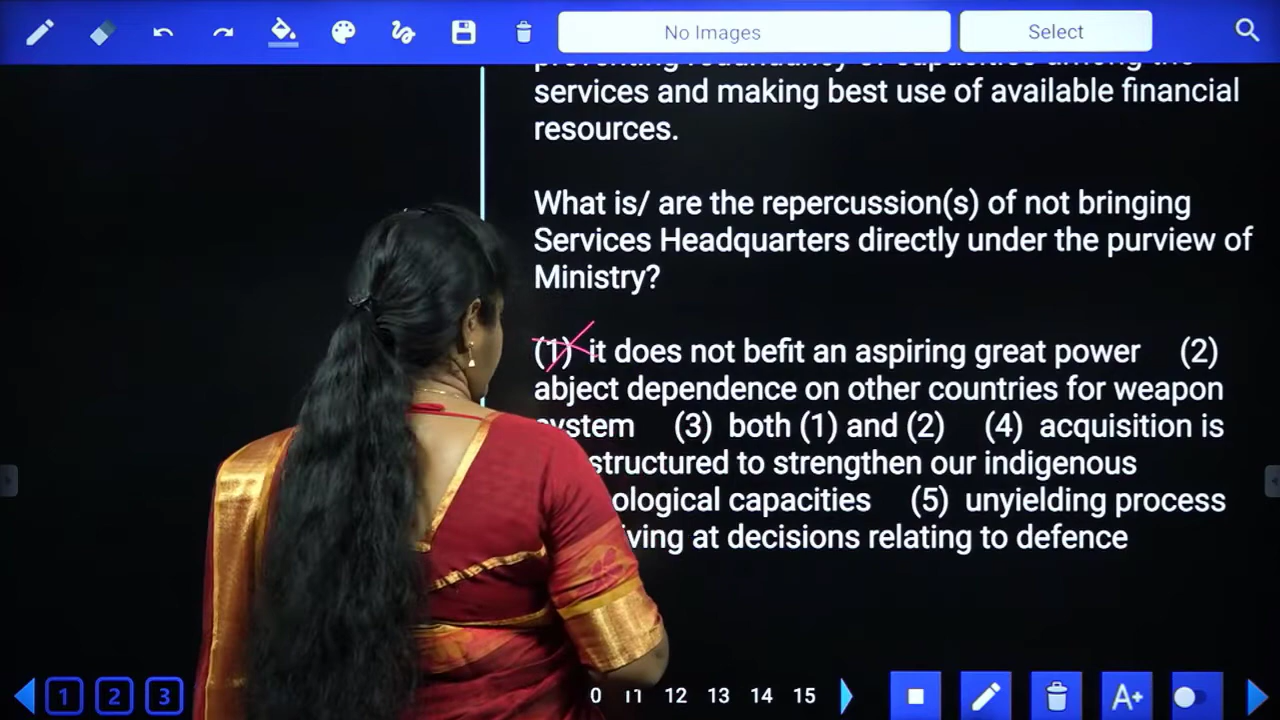 No Images
Select
services and making best use of available financial
resources.
What is/ are the repercussion(s) of not bringing
Services Headquarters directly under the purview of
Ministry?
(1) it does not befit an aspiring great power (2)
abject dependence on other countries for weapon
system (3) both (1) and (2) (4) acquisition is
structured to strengthen our indigenous
ological capacities (5) unyielding process
iving at decisions relating to defence
1 2 3
0 11 12 13 14 15
A+